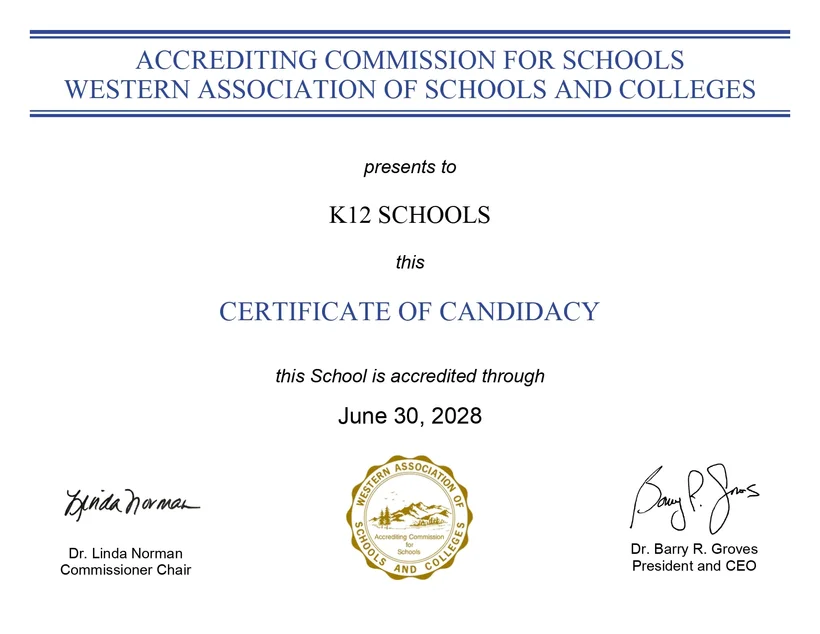 ACCREDITING COMMISSION FOR SCHOOLS
WESTERN ASSOCIATION OF SCHOOLS AND COLLEGES
presents to
K12 SCHOOLS
this
CERTIFICATE OF CANDIDACY
this School is accredited through
June 30, 2028
Linda Norman
WESTERN ASSOCIATION OF
SCHOOLS AND COLLEGES
Accrediting Commission
for
Schools
Barry R. Groves
Dr. Linda Norman
Commissioner Chair
Dr. Barry R. Groves
President and CEO